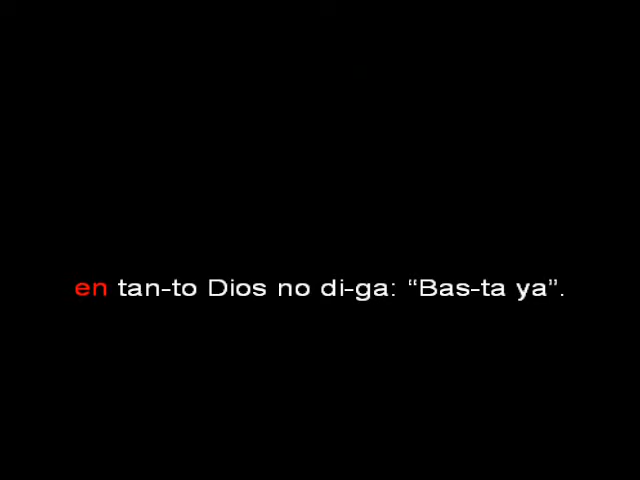 en tan-to Dios no di-ga: “Bas-ta ya”.